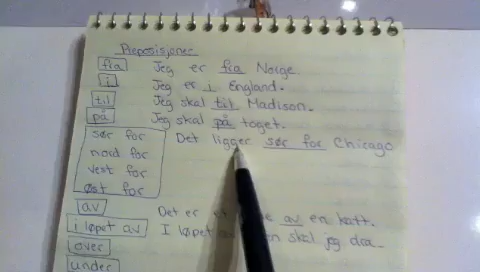 Preposisjoner
fra Jeg er fra Norge.
i Jeg er i England.
til Jeg skal til Madison.
på Jeg skal på toget.
sør for Det ligger sør for Chicago
nord for
vest for
øst for
av Det er av en katt.
i løpet av I løpet skal jeg dra
over
under